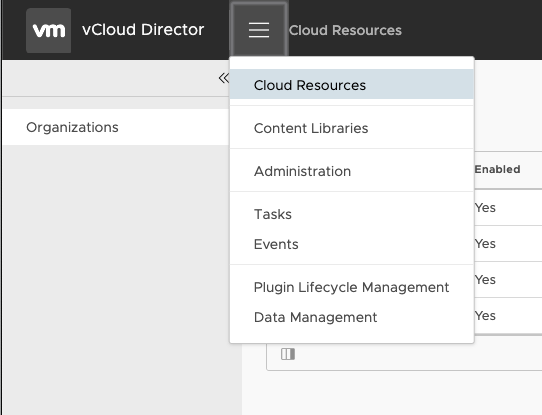 vm vCloud Director Cloud Resources
Cloud Resources
Organizations
Content Libraries
Administration
Tasks
Events
Plugin Lifecycle Management
Data Management
Enabled
Yes
Yes
Yes
Yes